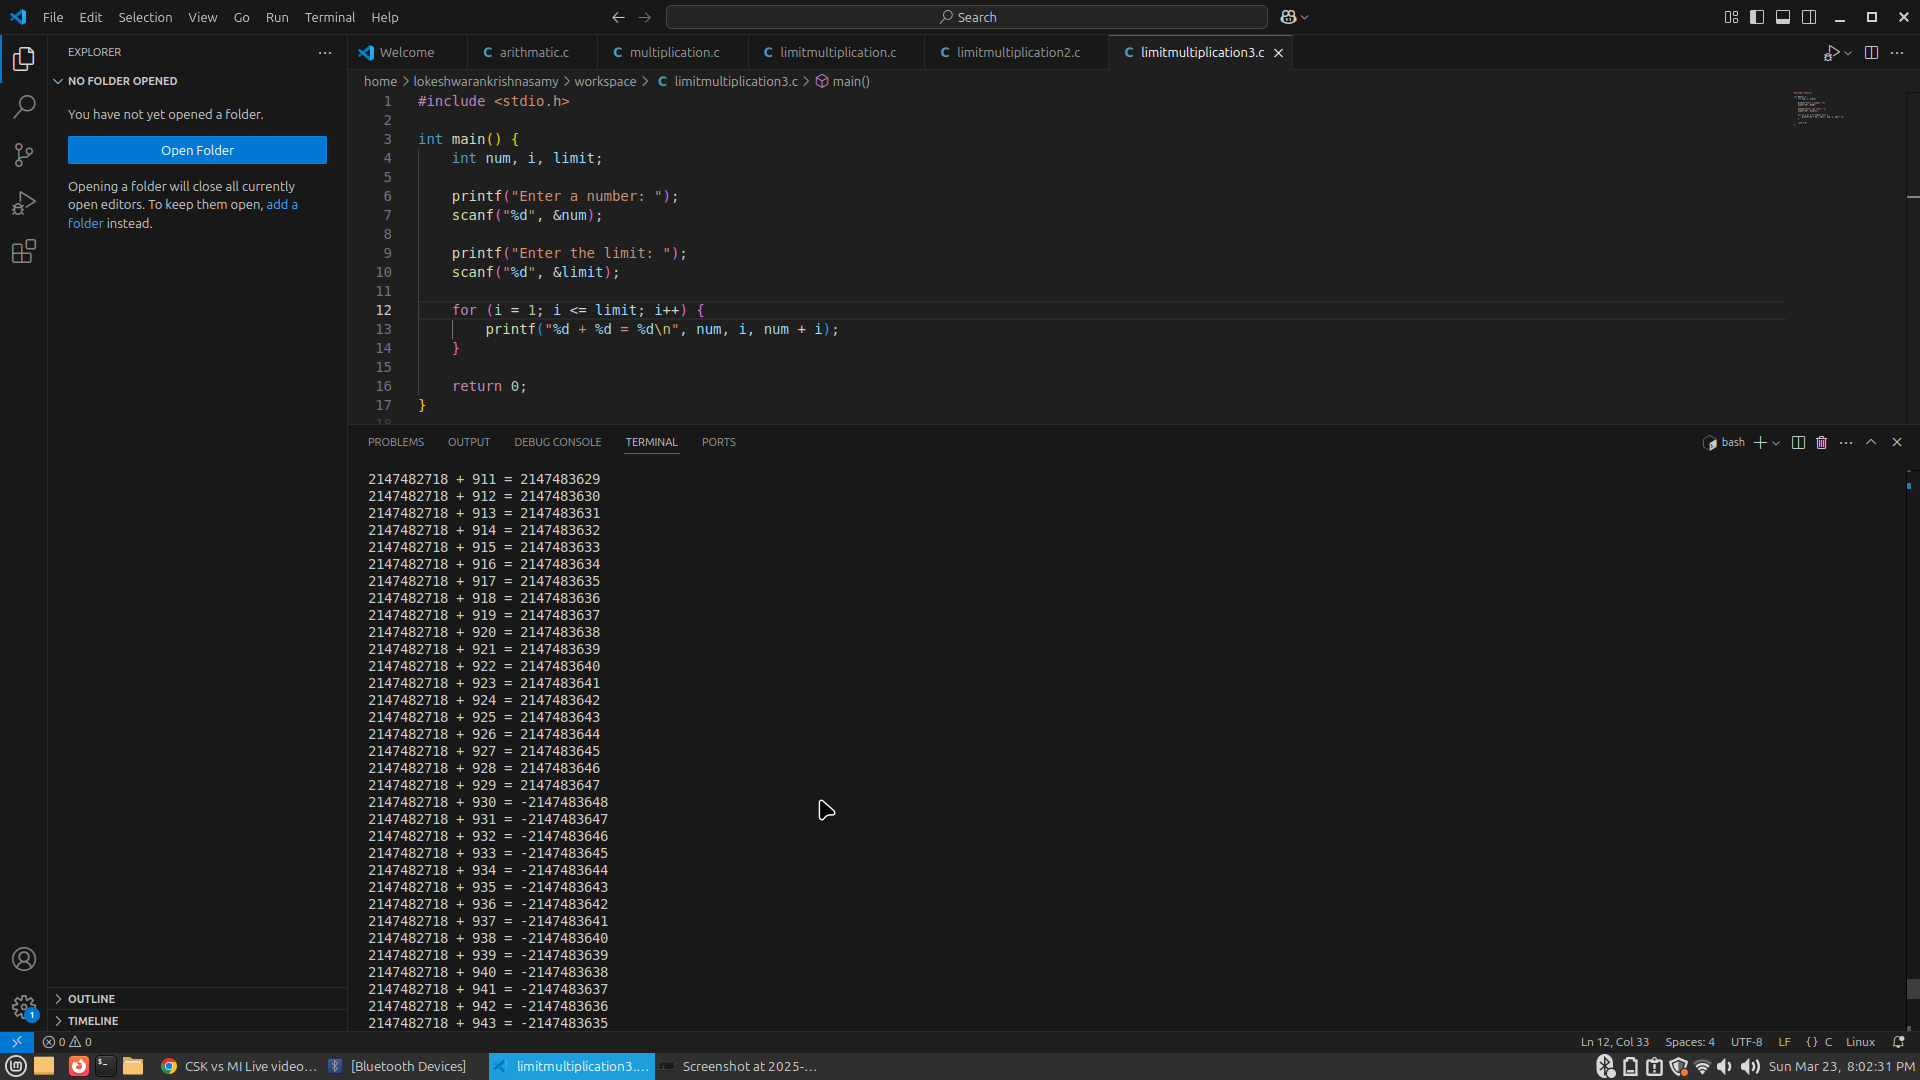 File Edit Selection View Go Run Terminal Help
Search
EXPLORER
Welcome
arithmatic.c
multiplication.c
limitmultiplication.c
limitmultiplication2.c
limitmultiplication3.c
NO FOLDER OPENED
You have not yet opened a folder.
Open Folder
Opening a folder will close all currently
open editors. To keep them open, add a
folder instead.
home > lokeshwarankrishnasamy > workspace > C limitmultiplication3.c > main()
1 #include <stdio.h>
2
3 int main() {
4     int num, i, limit;
5
6     printf("Enter a number: ");
7     scanf("%d", &num);
8
9     printf("Enter the limit: ");
10     scanf("%d", &limit);
11
12     for (i = 1; i <= limit; i++) {
13         printf("%d + %d = %d\n", num, i, num + i);
14     }
15
16     return 0;
17 }
18
PROBLEMS OUTPUT DEBUG CONSOLE TERMINAL PORTS
bash
2147482718 + 911 = 2147483629
2147482718 + 912 = 2147483630
2147482718 + 913 = 2147483631
2147482718 + 914 = 2147483632
2147482718 + 915 = 2147483633
2147482718 + 916 = 2147483634
2147482718 + 917 = 2147483635
2147482718 + 918 = 2147483636
2147482718 + 919 = 2147483637
2147482718 + 920 = 2147483638
2147482718 + 921 = 2147483639
2147482718 + 922 = 2147483640
2147482718 + 923 = 2147483641
2147482718 + 924 = 2147483642
2147482718 + 925 = 2147483643
2147482718 + 926 = 2147483644
2147482718 + 927 = 2147483645
2147482718 + 928 = 2147483646
2147482718 + 929 = 2147483647
2147482718 + 930 = -2147483648
2147482718 + 931 = -2147483647
2147482718 + 932 = -2147483646
2147482718 + 933 = -2147483645
2147482718 + 934 = -2147483644
2147482718 + 935 = -2147483643
2147482718 + 936 = -2147483642
2147482718 + 937 = -2147483641
2147482718 + 938 = -2147483640
2147482718 + 939 = -2147483639
2147482718 + 940 = -2147483638
2147482718 + 941 = -2147483637
2147482718 + 942 = -2147483636
2147482718 + 943 = -2147483635
OUTLINE
TIMELINE
1
0 0
Ln 12, Col 33 Spaces: 4 UTF-8 LF {} C Linux
CSK vs MI Live video...
[Bluetooth Devices]
limitmultiplication3....
Screenshot at 2025-...
Sun Mar 23, 8:02:31 PM